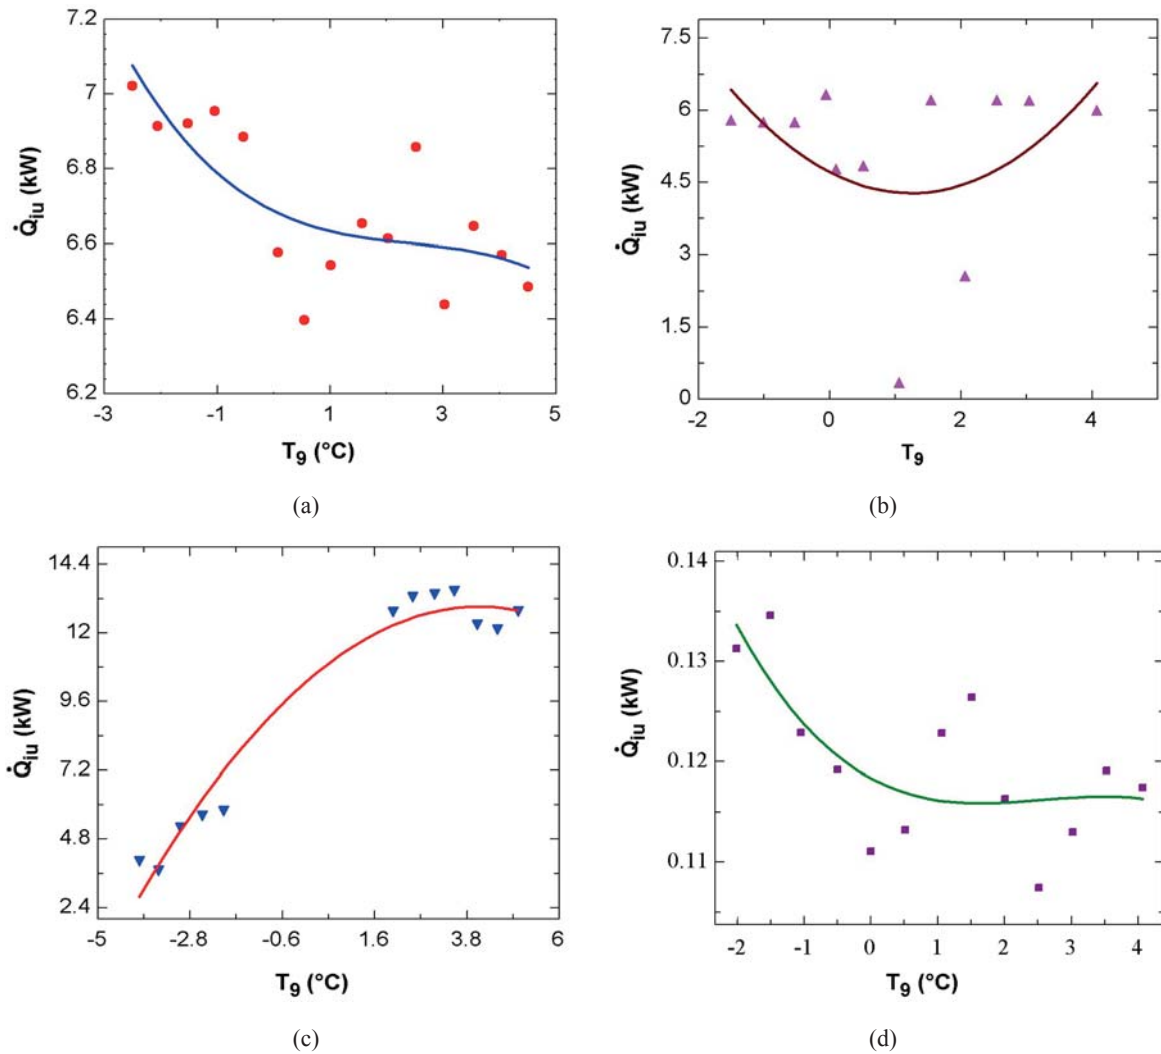 7.2
7
6.8
6.6
6.4
6.2
Q̇iu (kW)
-3 -1 1 3 5
T9 (°C)
(a)
7.5
6
4.5
3
1.5
0
Q̇iu (kW)
-2 0 2 4
T9
(b)
14.4
12
9.6
7.2
4.8
2.4
Q̇iu (kW)
-5 -2.8 -0.6 1.6 3.8 6
T9 (°C)
(c)
0.14
0.13
0.12
0.11
Q̇iu (kW)
-2 -1 0 1 2 3 4
T9 (°C)
(d)